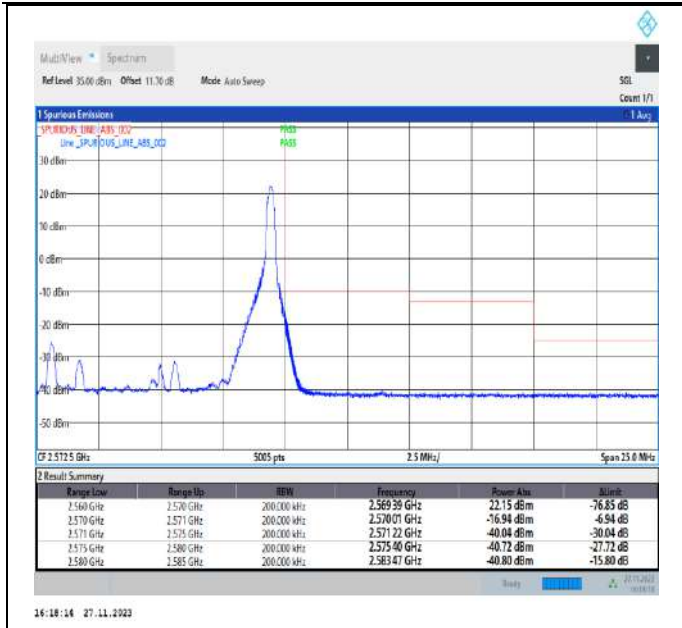 MultiView Spectrum
Ref Level 35.00 dBm Offset 11.70 dB Mode Auto Sweep SGL
Count 1/1
1 Spurious Emissions 1 Avg
_SPURIOUS_LINE_ABS_002 PASS
Line _SPURIOUS_LINE_ABS_002 PASS
30 dBm
20 dBm
10 dBm
0 dBm
-10 dBm
-20 dBm
-30 dBm
-40 dBm
-50 dBm
CF 2.5725 GHz 5005 pts 2.5 MHz/ Span 25.0 MHz
2 Result Summary
Range Low Range Up RBW Frequency Power Abs ΔLimit
2.560 GHz 2.570 GHz 200.000 kHz 2.56939 GHz 22.15 dBm -76.85 dB
2.570 GHz 2.571 GHz 200.000 kHz 2.57001 GHz -16.94 dBm -6.94 dB
2.571 GHz 2.575 GHz 200.000 kHz 2.57122 GHz -40.04 dBm -30.04 dB
2.575 GHz 2.580 GHz 200.000 kHz 2.57540 GHz -40.72 dBm -27.72 dB
2.580 GHz 2.585 GHz 200.000 kHz 2.58347 GHz -40.80 dBm -15.80 dB
Ready 27.11.2023
16:18:14 27.11.2023